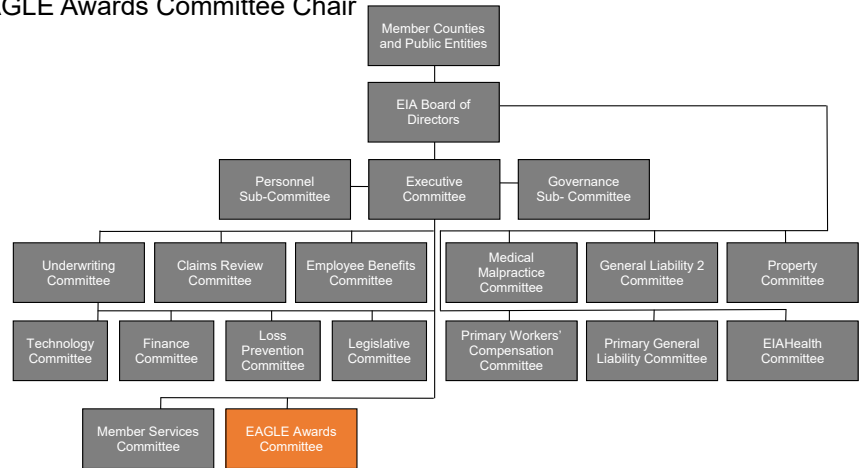 AGLE Awards Committee Chair
Member Counties
and Public Entities
EIA Board of
Directors
Personnel
Sub-Committee
Executive
Committee
Governance
Sub- Committee
Underwriting
Committee
Claims Review
Committee
Employee Benefits
Committee
Medical
Malpractice
Committee
General Liability 2
Committee
Property
Committee
Technology
Committee
Finance
Committee
Loss
Prevention
Committee
Legislative
Committee
Primary Workers’
Compensation
Committee
Primary General
Liability Committee
EIAHealth
Committee
Member Services
Committee
EAGLE Awards
Committee